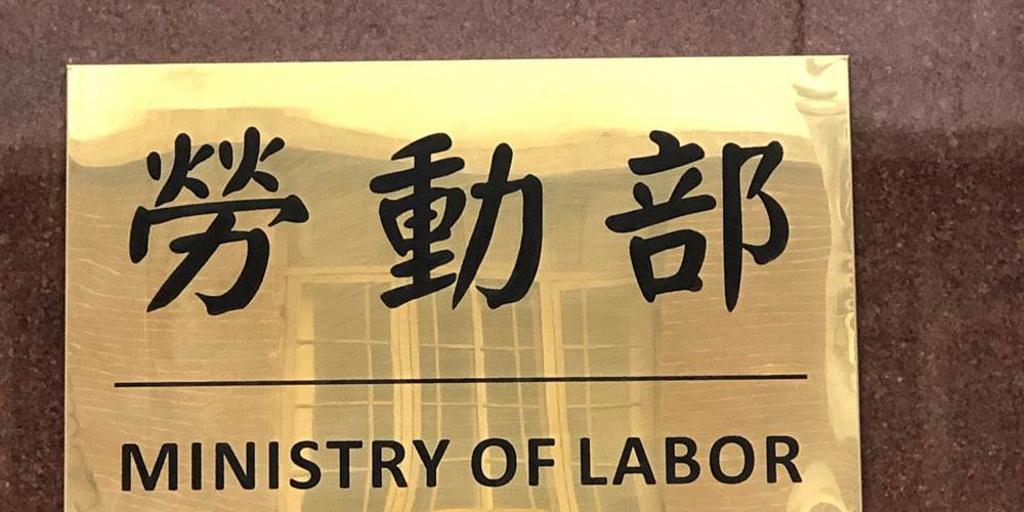 勞動部
MINISTRY OF LABOR